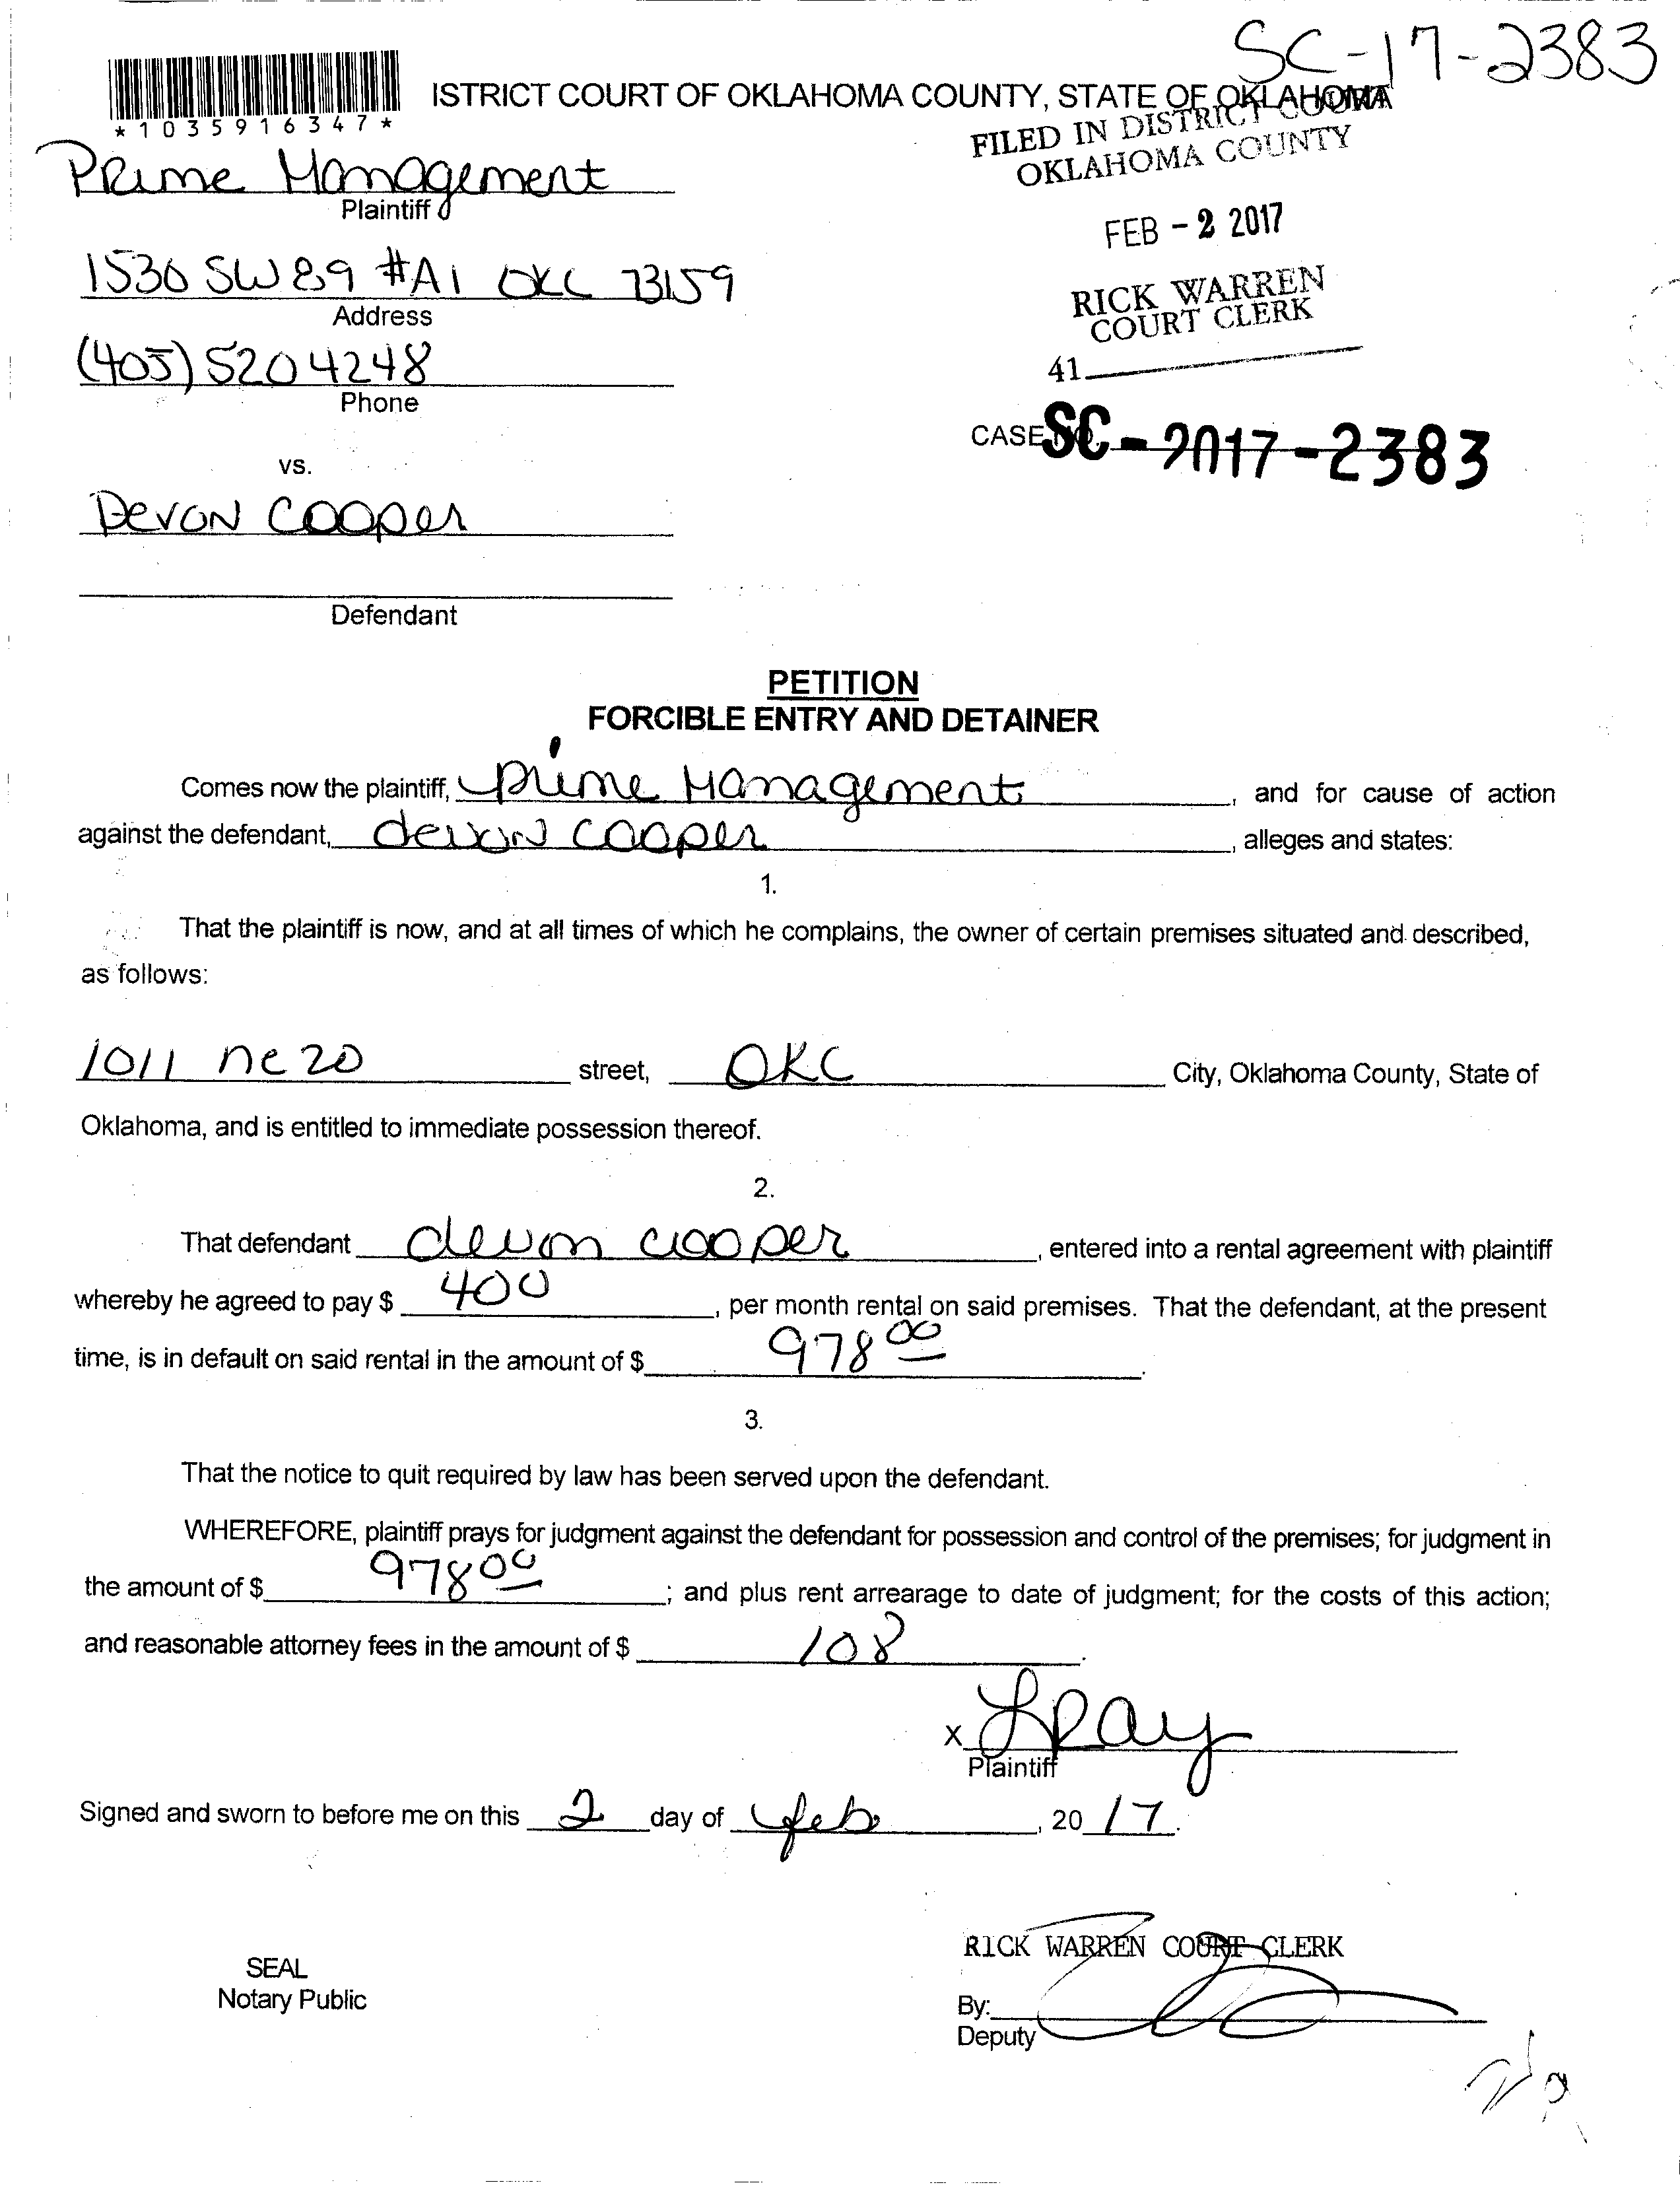 SC-17-2383
ISTRICT COURT OF OKLAHOMA COUNTY, STATE OF OKLAHOMA
*1035916347*
FILED IN DISTRICT COURT
OKLAHOMA COUNTY
Prime Management
Plaintiff
FEB - 2 2017
1530 SW 89 #A1 OKC 73159
Address
RICK WARREN
COURT CLERK
(405) 520 4248
Phone
41
CASE NO. SC - 2017 - 2383
vs.
Devon Cooper
Defendant
PETITION
FORCIBLE ENTRY AND DETAINER
Comes now the plaintiff, Prime Management, and for cause of action
against the defendant, devon cooper, alleges and states:
1.
That the plaintiff is now, and at all times of which he complains, the owner of certain premises situated and described,
as follows:
1011 ne 20 street, OKC City, Oklahoma County, State of
Oklahoma, and is entitled to immediate possession thereof.
2.
That defendant devon cooper, entered into a rental agreement with plaintiff
whereby he agreed to pay $ 400, per month rental on said premises. That the defendant, at the present
time, is in default on said rental in the amount of $ 978 00.
3.
That the notice to quit required by law has been served upon the defendant.
WHEREFORE, plaintiff prays for judgment against the defendant for possession and control of the premises; for judgment in
the amount of $ 978 00; and plus rent arrearage to date of judgment; for the costs of this action;
and reasonable attorney fees in the amount of $ 108.
x LRay
Plaintiff
Signed and sworn to before me on this 2 day of feb, 20 17.
RICK WARREN COURT CLERK
SEAL
Notary Public
By:
Deputy